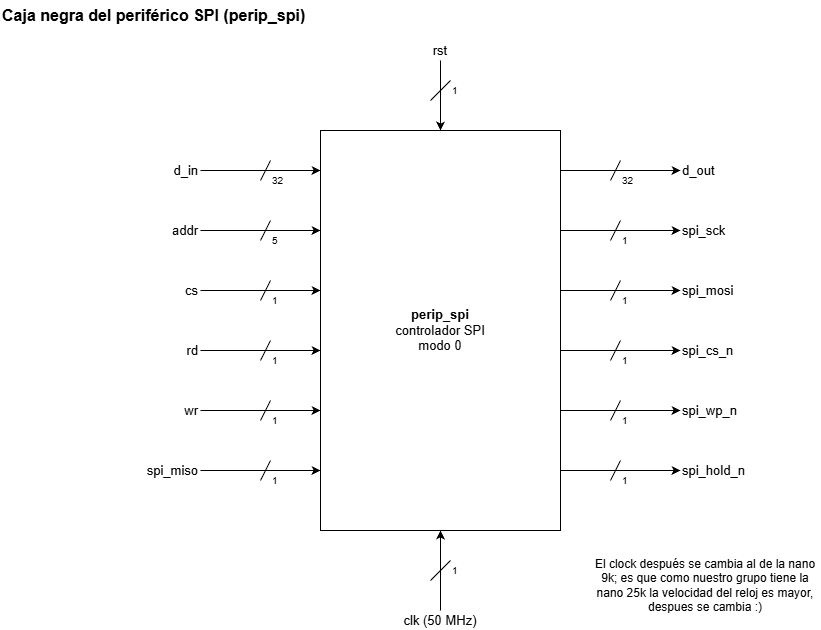 Caja negra del periférico SPI (perip_spi)
rst
1
d_in
32
d_out
32
addr
5
spi_sck
1
cs
1
spi_mosi
1
perip_spi
controlador SPI
modo 0
rd
1
spi_cs_n
1
wr
1
spi_wp_n
1
spi_miso
1
spi_hold_n
1
1
clk (50 MHz)
El clock después se cambia al de la nano
9k; es que como nuestro grupo tiene la
nano 25k la velocidad del reloj es mayor,
despues se cambia :)